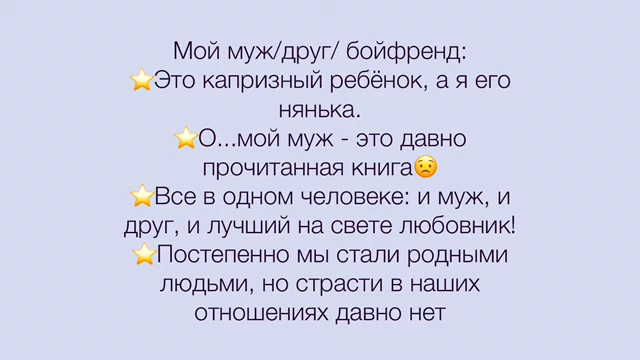 Мой муж/друг/ бойфренд:
⭐Это капризный ребёнок, а я его
нянька.
⭐О...мой муж - это давно
прочитанная книга😟
⭐Все в одном человеке: и муж, и
друг, и лучший на свете любовник!
⭐Постепенно мы стали родными
людьми, но страсти в наших
отношениях давно нет